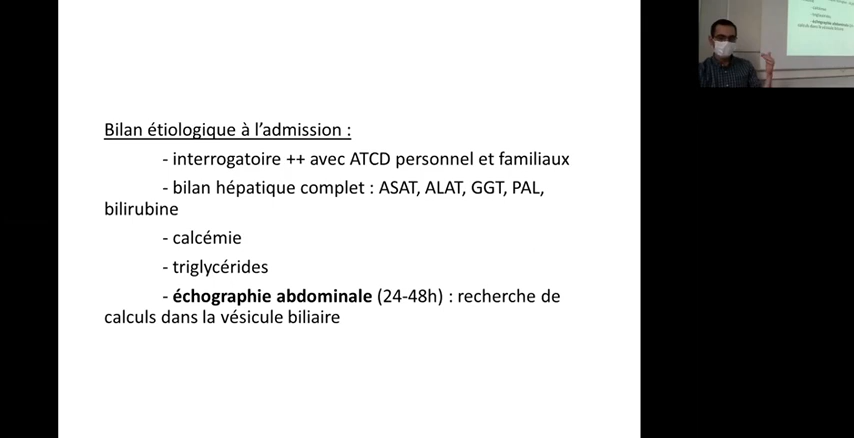 Bilan étiologique à l'admission :
- interrogatoire ++ avec ATCD personnel et familiaux
- bilan hépatique complet : ASAT, ALAT, GGT, PAL,
bilirubine
- calcémie
- triglycérides
- échographie abdominale (24-48h) : recherche de
calculs dans la vésicule biliaire